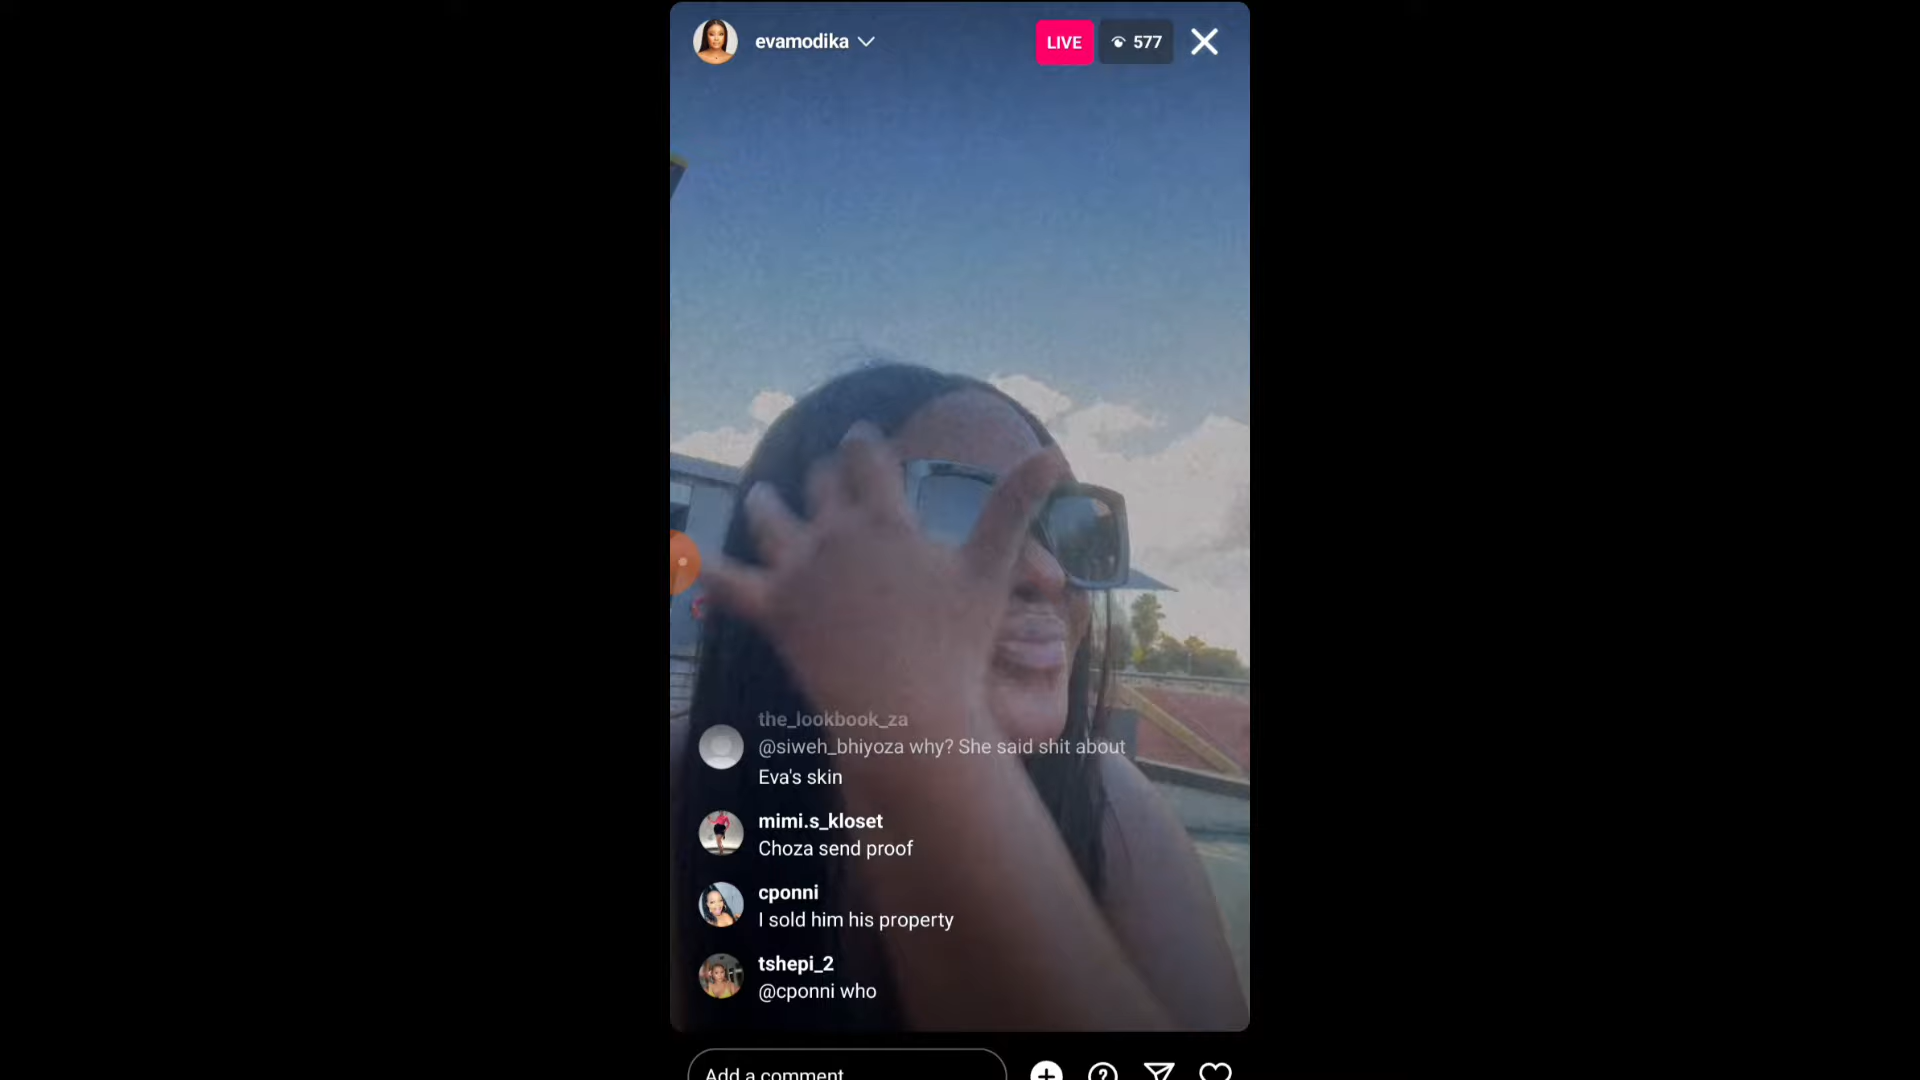 evamodika
LIVE
577
the_lookbook_za
@siweh_bhiyoza why? She said shit about
Eva's skin
mimi.s_kloset
Choza send proof
cponni
I sold him his property
tshepi_2
@cponni who
Add a comment